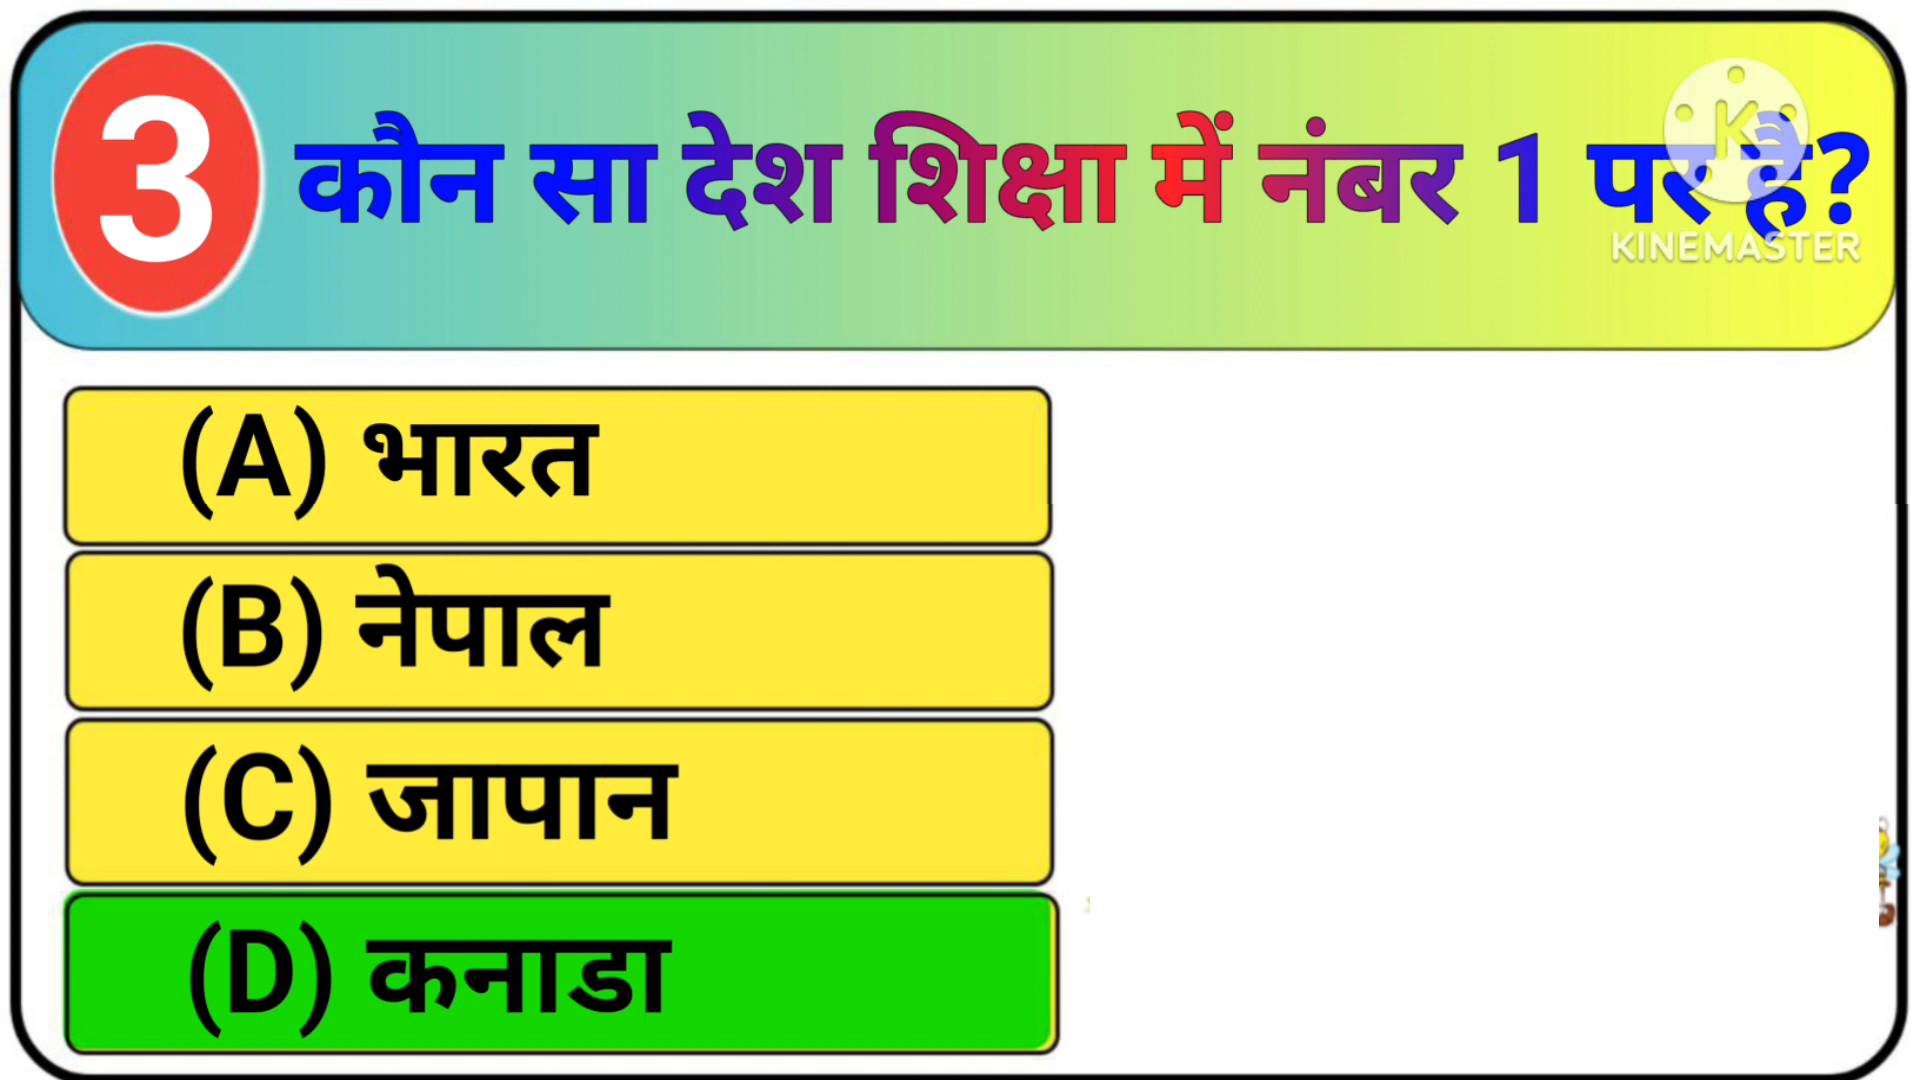 3 कौन सा देश शिक्षा में नंबर 1 पर है?
KINEMASTER
(A) भारत
(B) नेपाल
(C) जापान
(D) कनाडा